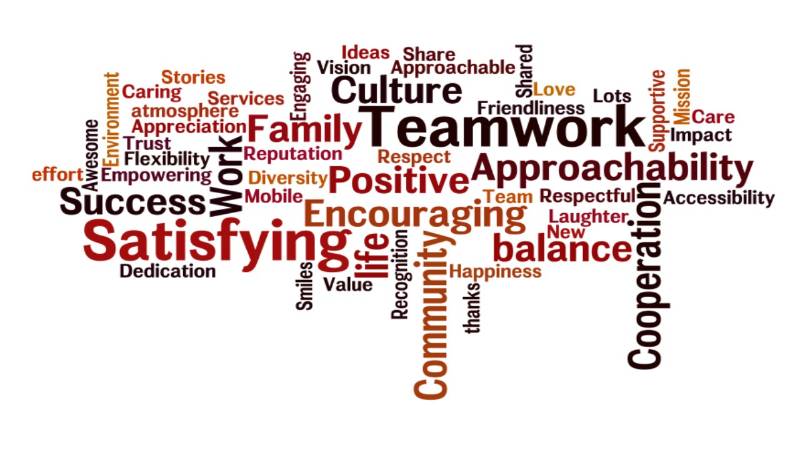 Ideas
Share
Shared
Vision
Approachable
Engaging
Stories
Environment
Caring
Culture
Love
Lots
Supportive
Mission
Services
atmosphere
Friendliness
Care
Appreciation
Family
Teamwork
Impact
Awesome
Trust
Work
Reputation
Respect
Flexibility
Approachability
effort
Empowering
Diversity
Positive
Success
Mobile
Team
Respectful
Accessibility
Encouraging
Laughter
New
Satisfying
life
balance
Cooperation
Dedication
Smiles
Value
Recognition
Community
Happiness
thanks